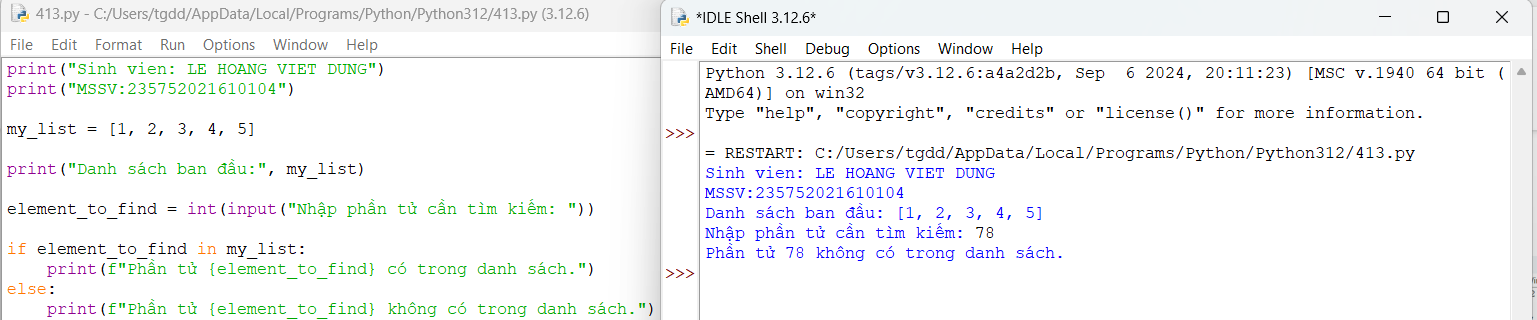 413.py - C:/Users/tgdd/AppData/Local/Programs/Python/Python312/413.py (3.12.6)
File Edit Format Run Options Window Help
print("Sinh vien: LE HOANG VIET DUNG")
print("MSSV:235752021610104")
my_list = [1, 2, 3, 4, 5]
print("Danh sách ban đầu:", my_list)
element_to_find = int(input("Nhập phần tử cần tìm kiếm: "))
if element_to_find in my_list:
    print(f"Phần tử {element_to_find} có trong danh sách.")
else:
    print(f"Phần tử {element_to_find} không có trong danh sách.")
*IDLE Shell 3.12.6*
File Edit Shell Debug Options Window Help
Python 3.12.6 (tags/v3.12.6:a4a2d2b, Sep  6 2024, 20:11:23) [MSC v.1940 64 bit (
AMD64)] on win32
Type "help", "copyright", "credits" or "license()" for more information.
>>>
= RESTART: C:/Users/tgdd/AppData/Local/Programs/Python/Python312/413.py
Sinh vien: LE HOANG VIET DUNG
MSSV:235752021610104
Danh sách ban đầu: [1, 2, 3, 4, 5]
Nhập phần tử cần tìm kiếm: 78
Phần tử 78 không có trong danh sách.
>>>